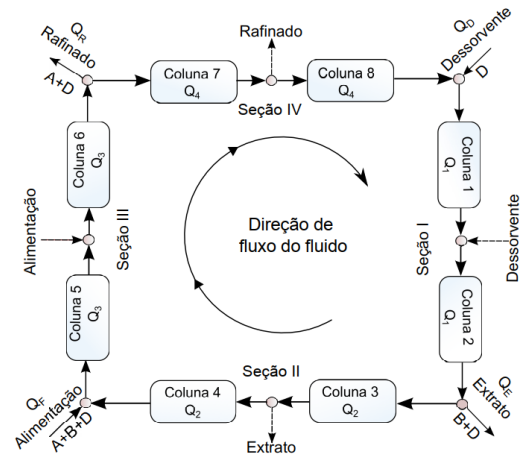 Q_R
Rafinado
A+D
Coluna 7
Q_4
Rafinado
Coluna 8
Q_4
Seção IV
Q_D
Dessorvente
D
Coluna 1
Q_1
Seção I
Dessorvente
Coluna 2
Q_1
Q_E
Extrato
B+D
Seção II
Coluna 3
Q_2
Extrato
Coluna 4
Q_2
Q_F
Alimentação
A+B+D
Coluna 5
Q_3
Alimentação
Seção III
Coluna 6
Q_3
Direção de
fluxo do fluido